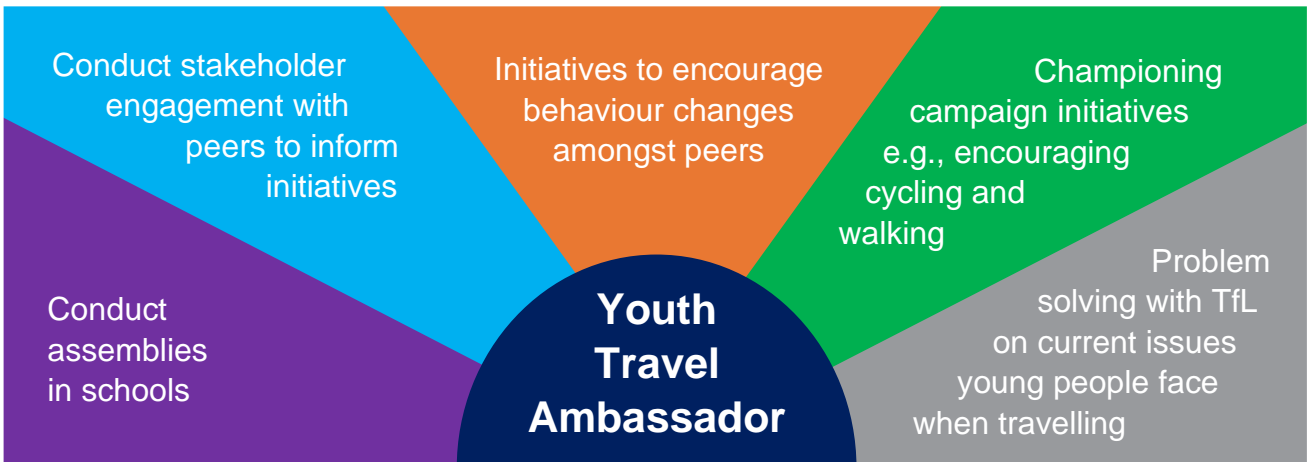 Conduct stakeholder
engagement with
peers to inform
initiatives
Initiatives to encourage
behaviour changes
amongst peers
Championing
campaign initiatives
e.g., encouraging
cycling and
walking
Conduct
assemblies
in schools
Youth
Travel
Ambassador
Problem
solving with TfL
on current issues
young people face
when travelling